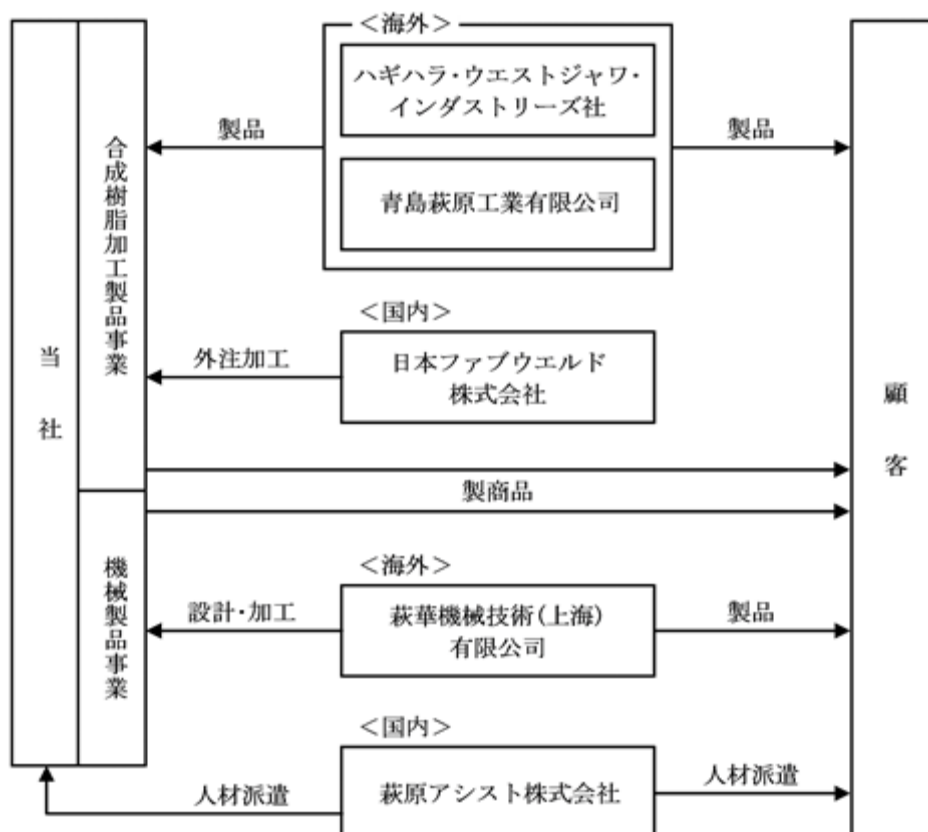 ＜海外＞
ハギハラ・ウエストジャワ・
インダストリーズ社
製品
製品
青島萩原工業有限公司
合成樹脂加工製品事業
＜国内＞
外注加工
日本ファブウエルド
株式会社
当社
顧客
製商品
機械製品事業
＜海外＞
設計・加工
萩華機械技術(上海)
有限公司
製品
＜国内＞
人材派遣
萩原アシスト株式会社
人材派遣